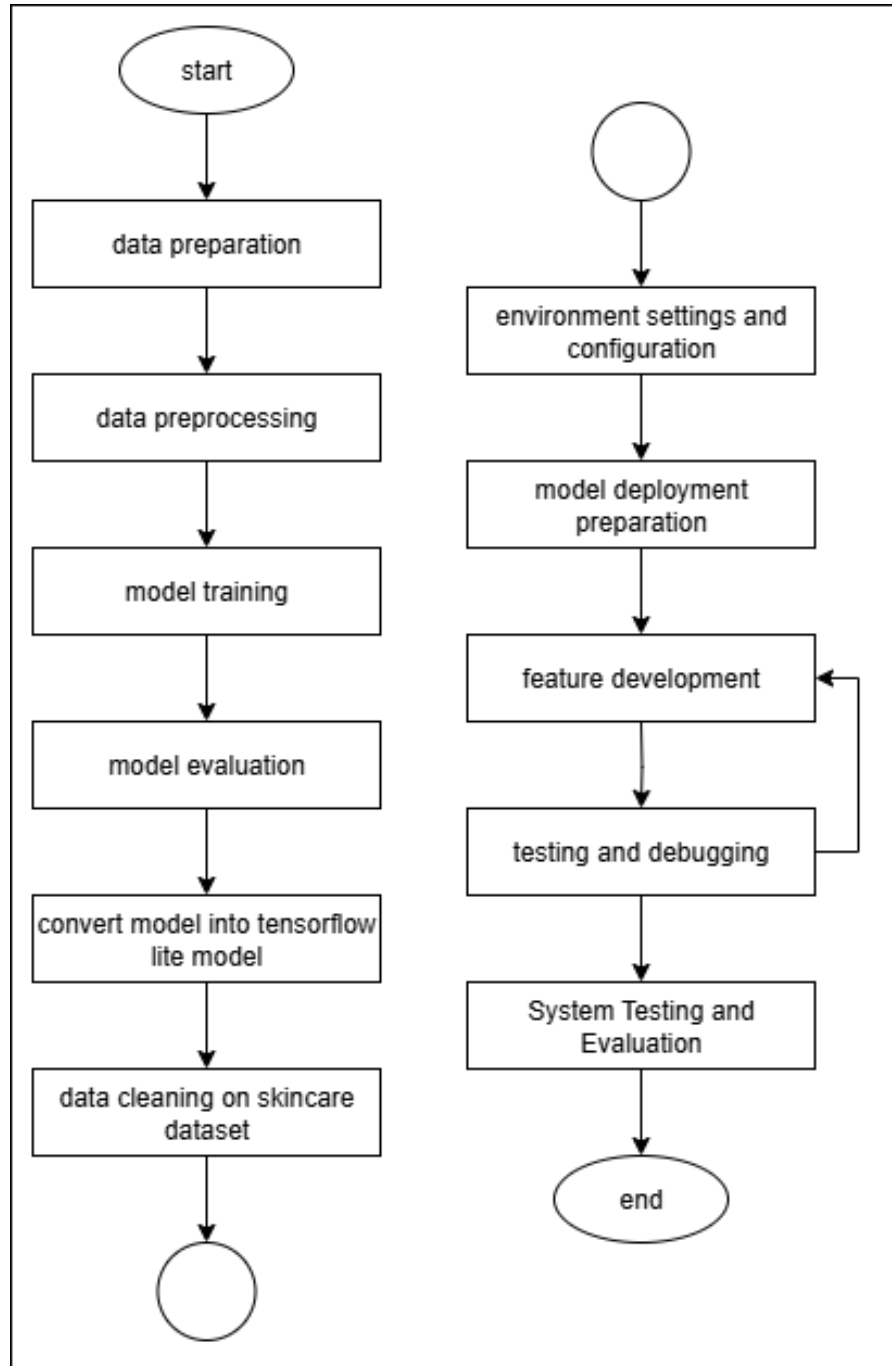 start
data preparation
data preprocessing
model training
model evaluation
convert model into tensorflow
lite model
data cleaning on skincare
dataset
environment settings and
configuration
model deployment
preparation
feature development
testing and debugging
System Testing and
Evaluation
end